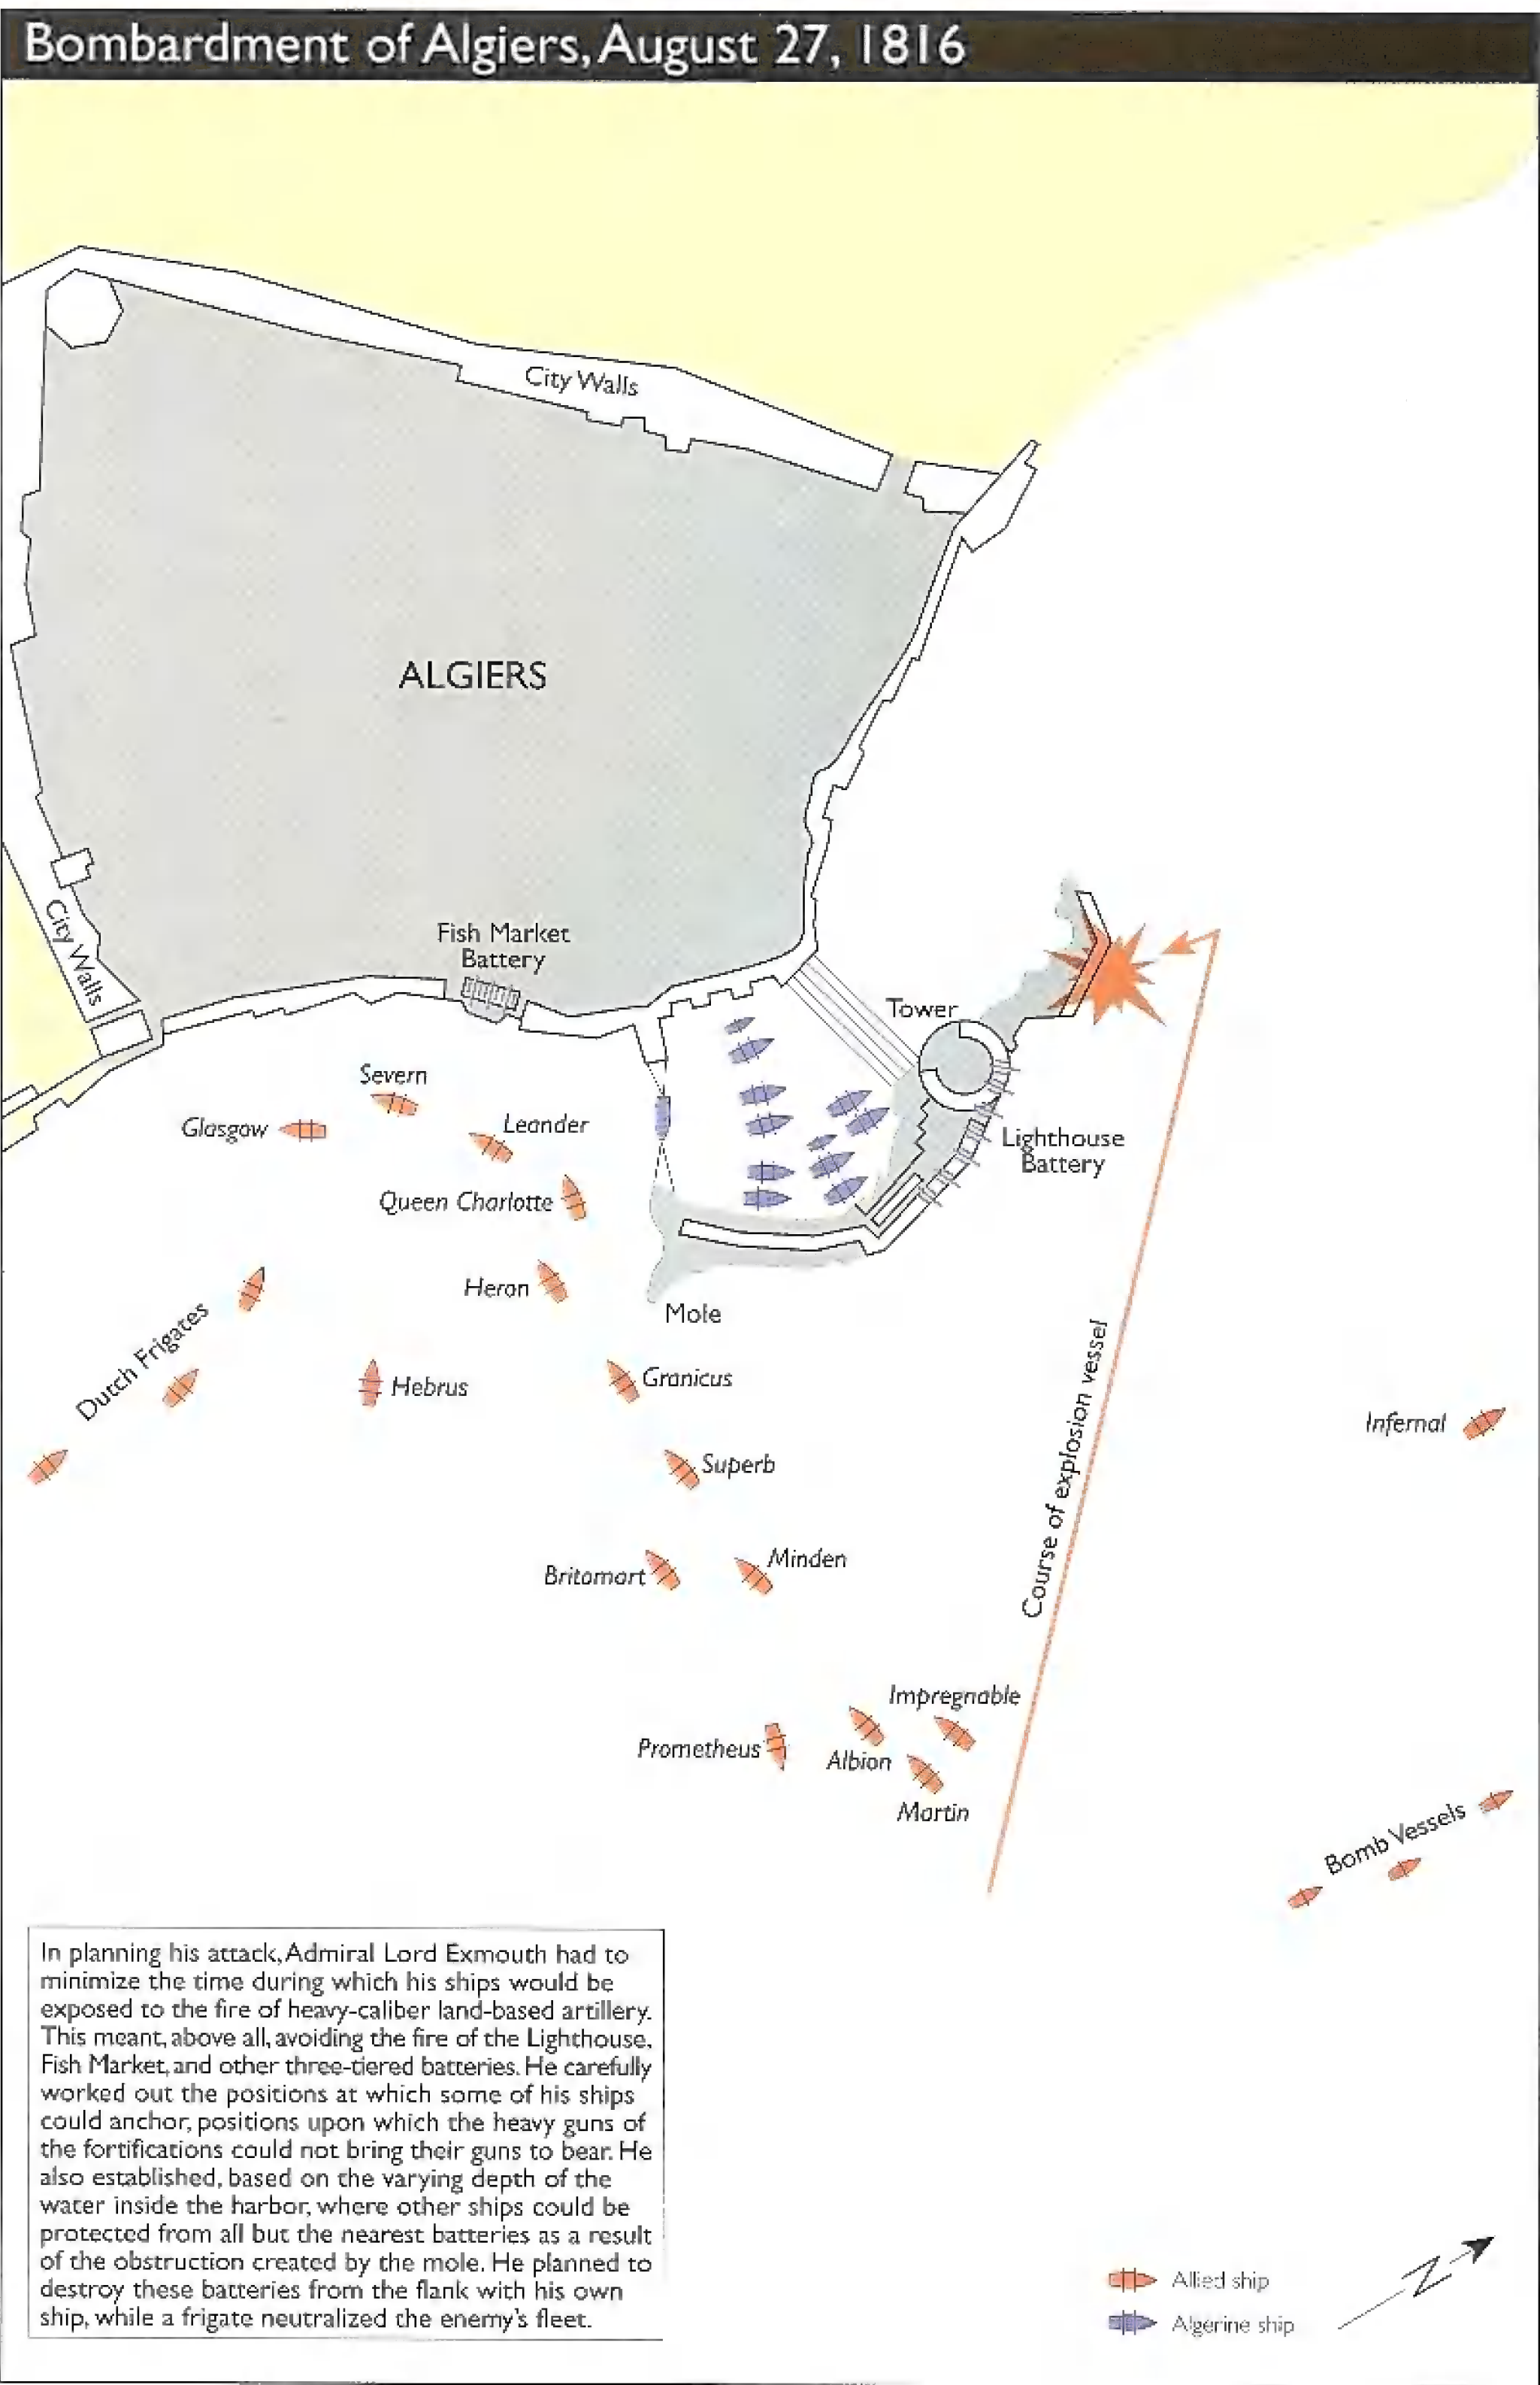 Bombardment of Algiers, August 27, 1816
City Walls
ALGIERS
City Walls
Fish Market
Battery
Tower
Lighthouse
Battery
Severn
Glasgow
Leander
Queen Charlotte
Heron
Mole
Dutch Frigates
Hebrus
Granicus
Course of explosion vessel
Infernal
Superb
Britomart
Minden
Impregnable
Prometheus
Albion
Martin
Bomb Vessels
In planning his attack, Admiral Lord Exmouth had to
minimize the time during which his ships would be
exposed to the fire of heavy-caliber land-based artillery.
This meant, above all, avoiding the fire of the Lighthouse,
Fish Market, and other three-tiered batteries. He carefully
worked out the positions at which some of his ships
could anchor, positions upon which the heavy guns of
the fortifications could not bring their guns to bear. He
also established, based on the varying depth of the
water inside the harbor, where other ships could be
protected from all but the nearest batteries as a result
of the obstruction created by the mole. He planned to
destroy these batteries from the flank with his own
ship, while a frigate neutralized the enemy's fleet.
Allied ship
Algerine ship
N